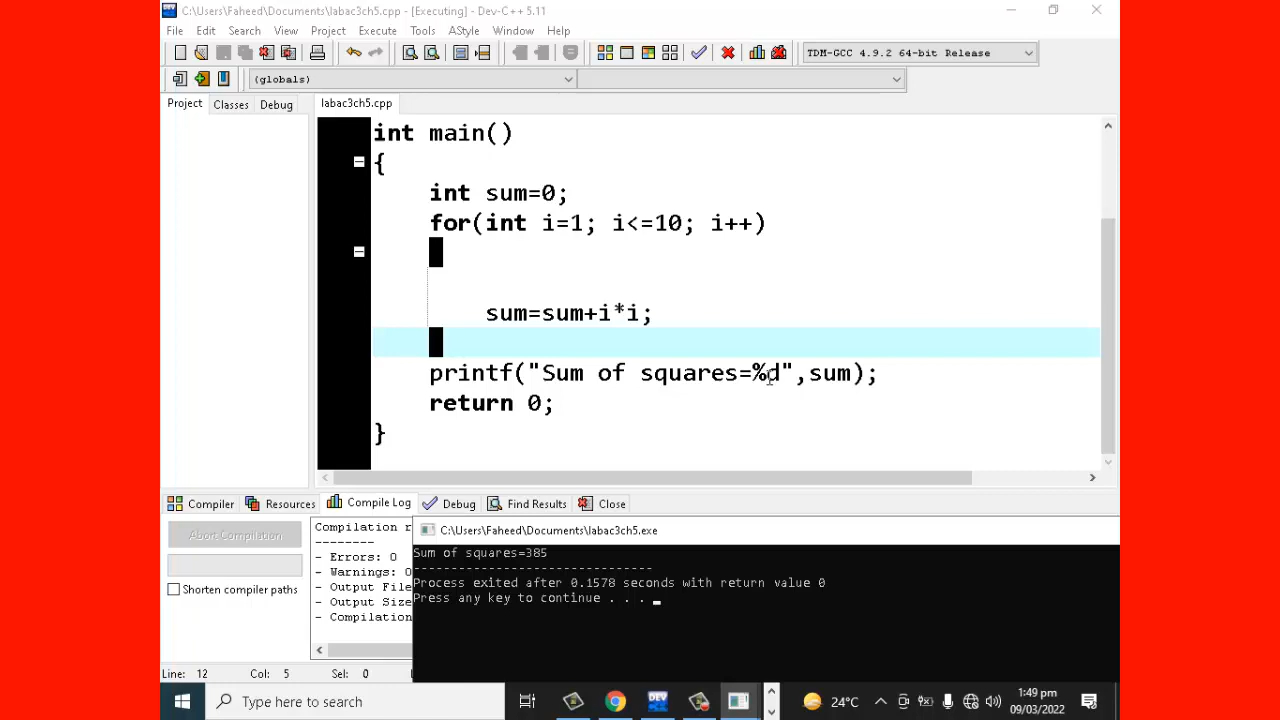 C:\Users\Faheed\Documents\labac3ch5.cpp - [Executing] - Dev-C++ 5.11
File Edit Search View Project Execute Tools AStyle Window Help
TDM-GCC 4.9.2 64-bit Release
(globals)
Project Classes Debug labac3ch5.cpp
int main()
{
int sum=0;
for(int i=1; i<=10; i++)
sum=sum+i*i;
printf("Sum of squares=%d",sum);
return 0;
}
Compiler Resources Compile Log Debug Find Results Close
Abort Compilation
Shorten compiler paths
Compilation r
--------
- Errors: 0
- Warnings: 0
- Output File
- Output Size
- Compilation
C:\Users\Faheed\Documents\labac3ch5.exe
Sum of squares=385
--------------------------------
Process exited after 0.1578 seconds with return value 0
Press any key to continue . . .
Line: 12 Col: 5 Sel: 0
Type here to search
DEV
24°C
1:49 pm
09/03/2022